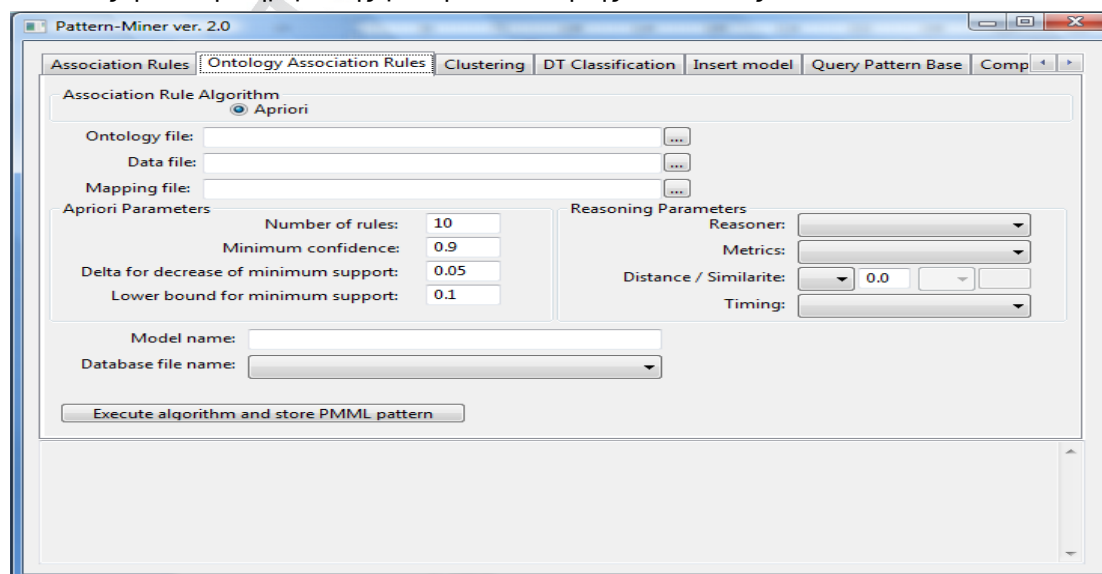 Pattern-Miner ver. 2.0
Association Rules Ontology Association Rules Clustering DT Classification Insert model Query Pattern Base Comp
Association Rule Algorithm
Apriori
Ontology file: ...
Data file: ...
Mapping file: ...
Apriori Parameters
Number of rules: 10
Minimum confidence: 0.9
Delta for decrease of minimum support: 0.05
Lower bound for minimum support: 0.1
Reasoning Parameters
Reasoner:
Metrics:
Distance / Similarite: 0.0
Timing:
Model name:
Database file name:
Execute algorithm and store PMML pattern